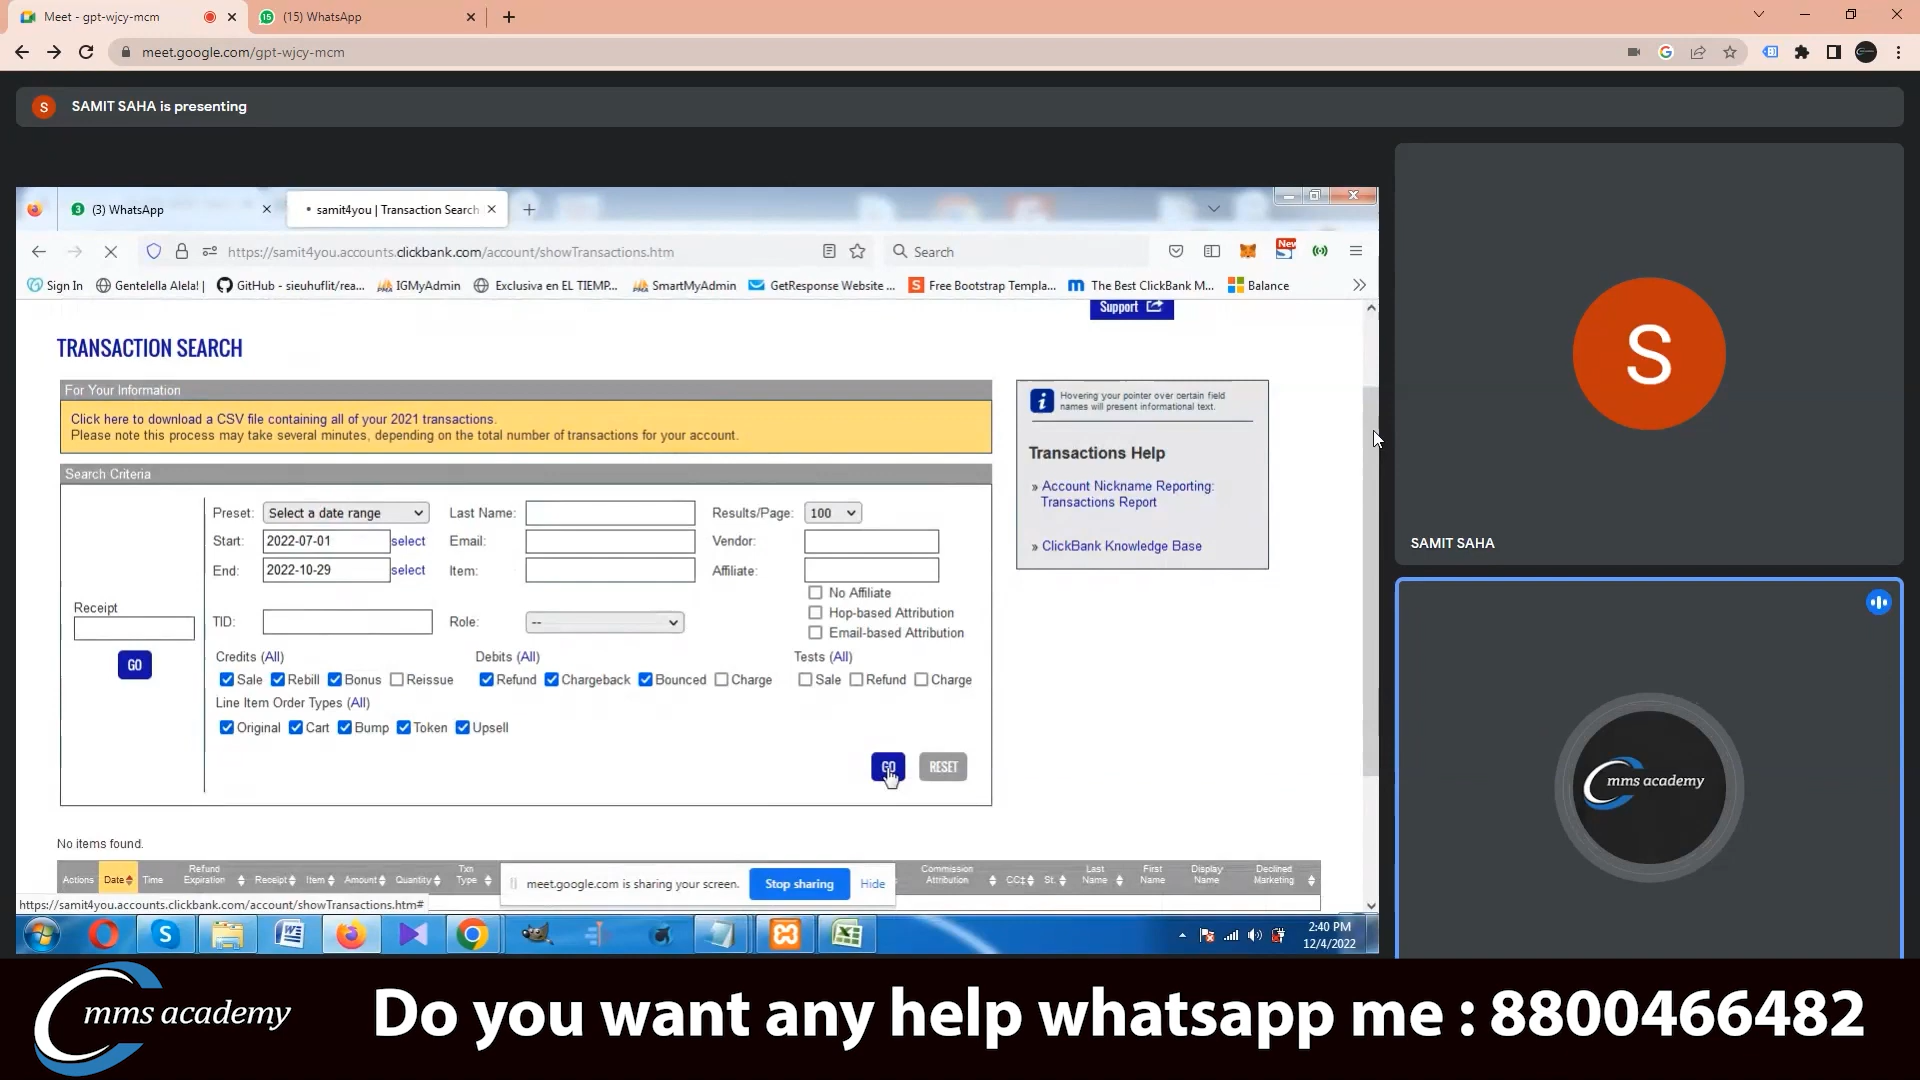 Meet - gpt-wjcy-mcm
(15) WhatsApp
meet.google.com/gpt-wjcy-mcm
S SAMIT SAHA is presenting
3 (3) WhatsApp
samit4you | Transaction Search
https://samit4you.accounts.clickbank.com/account/showTransactions.htm
Search
New
Sign In
Gentelella Alela! |
GitHub - sieuhuflit/rea...
IGMyAdmin
Exclusiva en EL TIEMP...
SmartMyAdmin
GetResponse Website ...
Free Bootstrap Templa...
The Best ClickBank M...
Balance
Support
TRANSACTION SEARCH
For Your Information
Click here to download a CSV file containing all of your 2021 transactions.
Please note this process may take several minutes, depending on the total number of transactions for your account.
Search Criteria
Receipt
GO
Preset: Select a date range Last Name: Results/Page: 100
Start: 2022-07-01 select Email: Vendor:
End: 2022-10-29 select Item: Affiliate:
No Affiliate
Hop-based Attribution
TID: Role: --
Email-based Attribution
Credits (All) Debits (All) Tests (All)
Sale Rebill Bonus Reissue Refund Chargeback Bounced Charge Sale Refund Charge
Line Item Order Types (All)
Original Cart Bump Token Upsell
GO RESET
Hovering your pointer over certain field
names will present informational text.
Transactions Help
» Account Nickname Reporting:
Transactions Report
» ClickBank Knowledge Base
No items found.
Actions Date Time Refund Expiration Receipt Item Amount Quantity Txn Type Commission Attribution CC‡ St. Last Name First Name Display Name Declined Marketing
meet.google.com is sharing your screen. Stop sharing Hide
https://samit4you.accounts.clickbank.com/account/showTransactions.htm#
2:40 PM
12/4/2022
S
SAMIT SAHA
mms academy
mms academy
Do you want any help whatsapp me : 8800466482